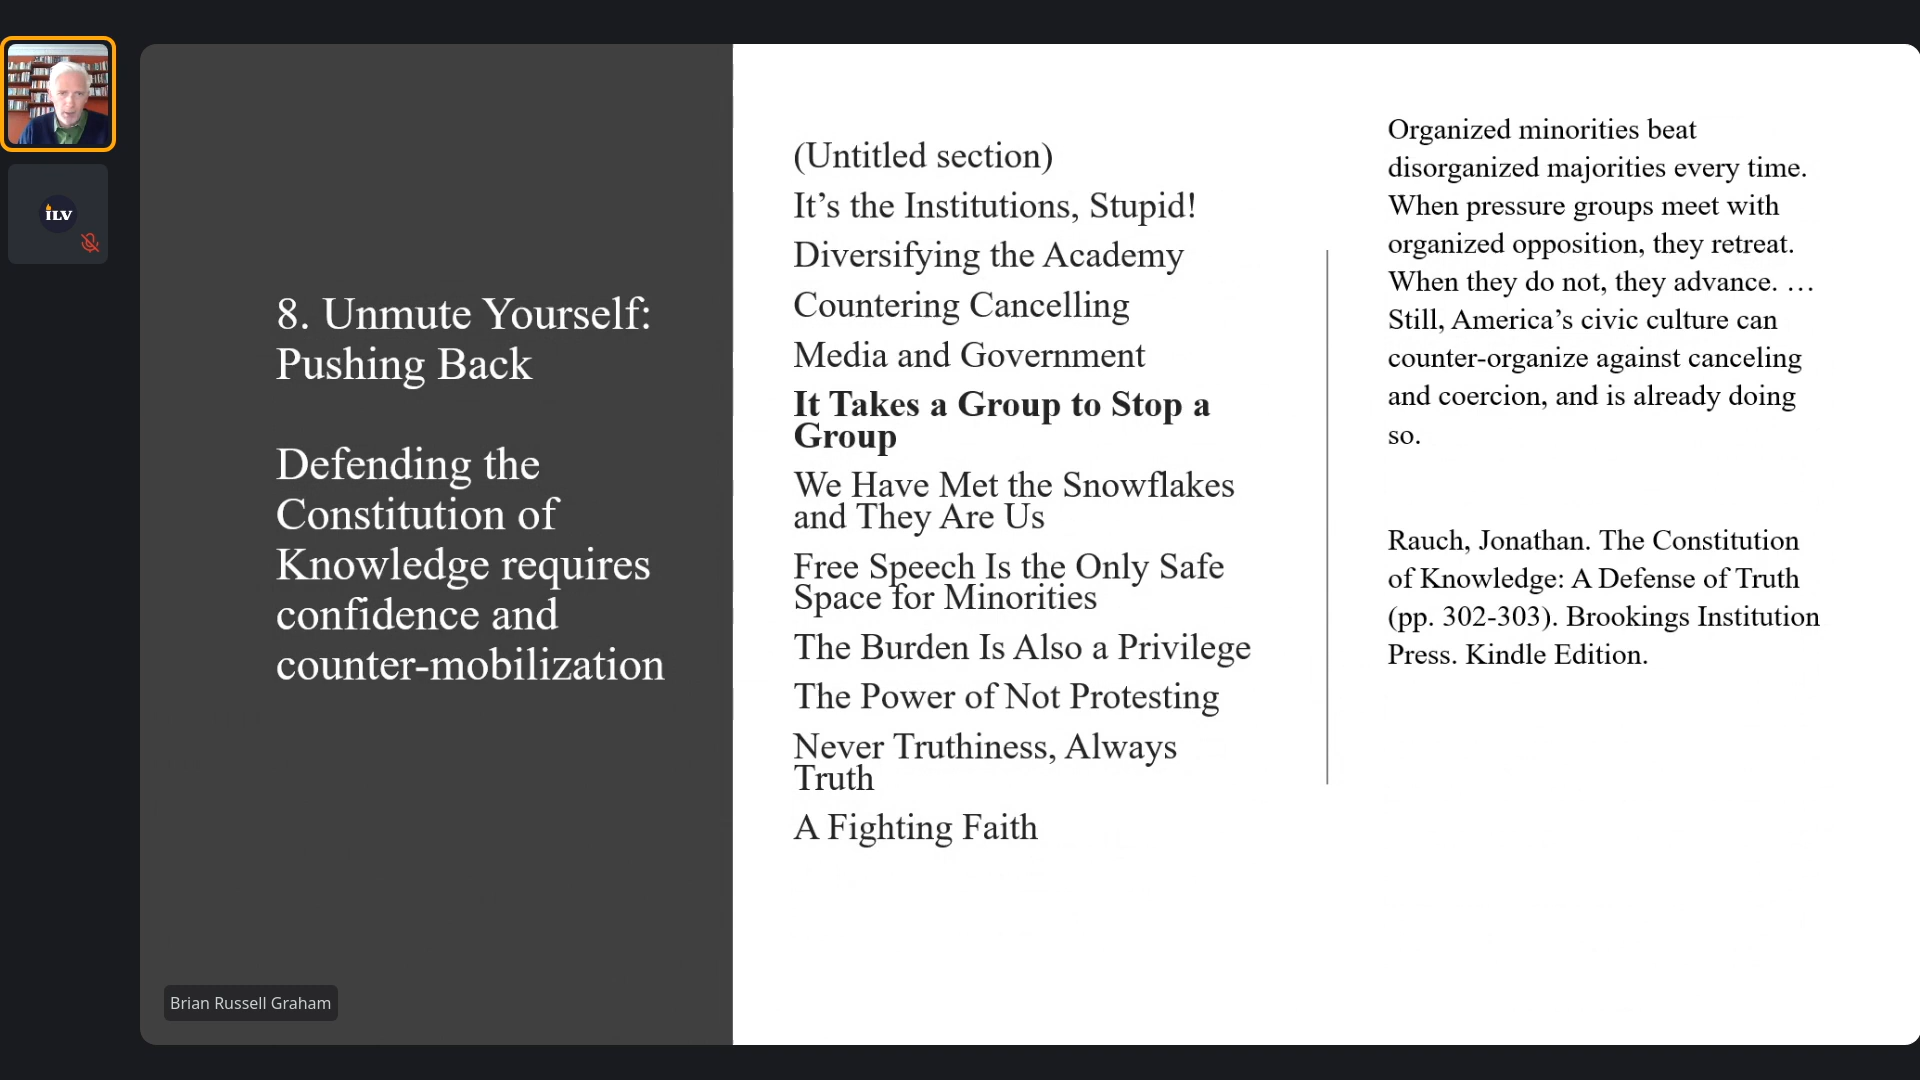 iLV
8. Unmute Yourself:
Pushing Back
Defending the
Constitution of
Knowledge requires
confidence and
counter-mobilization
Brian Russell Graham
(Untitled section)
It’s the Institutions, Stupid!
Diversifying the Academy
Countering Cancelling
Media and Government
It Takes a Group to Stop a
Group
We Have Met the Snowflakes
and They Are Us
Free Speech Is the Only Safe
Space for Minorities
The Burden Is Also a Privilege
The Power of Not Protesting
Never Truthiness, Always
Truth
A Fighting Faith
Organized minorities beat
disorganized majorities every time.
When pressure groups meet with
organized opposition, they retreat.
When they do not, they advance. …
Still, America’s civic culture can
counter-organize against canceling
and coercion, and is already doing
so.
Rauch, Jonathan. The Constitution
of Knowledge: A Defense of Truth
(pp. 302-303). Brookings Institution
Press. Kindle Edition.